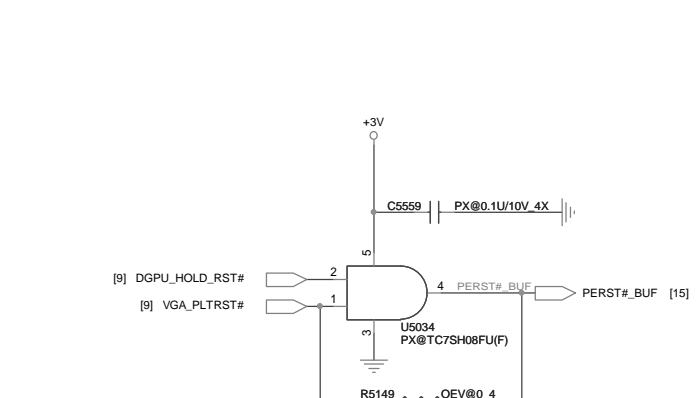 +3V
C5559 PX@0.1U/10V_4X
5
[9] DGPU_HOLD_RST# 2
4 PERST#_BUF PERST#_BUF [15]
[9] VGA_PLTRST# 1
3
U5034
PX@TC7SH08FU(F)
R5149 OEV@0_4